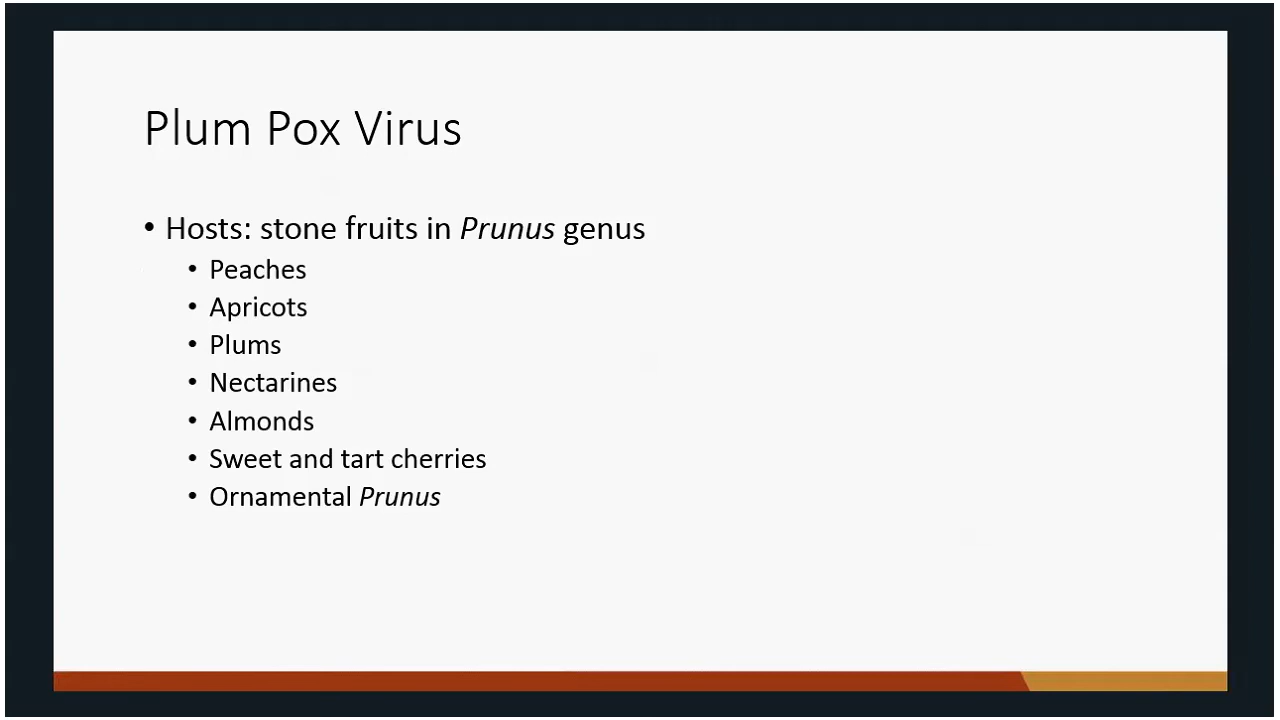 Plum Pox Virus
• Hosts: stone fruits in Prunus genus
• Peaches
• Apricots
• Plums
• Nectarines
• Almonds
• Sweet and tart cherries
• Ornamental Prunus